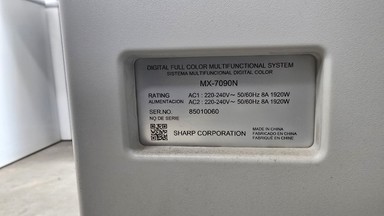 DIGITAL FULL COLOR MULTIFUNCTIONAL SYSTEM
SISTEMA MULTIFUNCIONAL DIGITAL COLOR
MX-7090N
RATING AC1 : 220-240V~ 50/60Hz 8A 1920W
ALIMENTACION AC2 : 220-240V~ 50/60Hz 8A 1920W
SER.NO. 85010060
NO DE SERIE
SHARP CORPORATION
MADE IN CHINA
FABRICADO EN CHINA
FABRIQUÉ EN CHINE